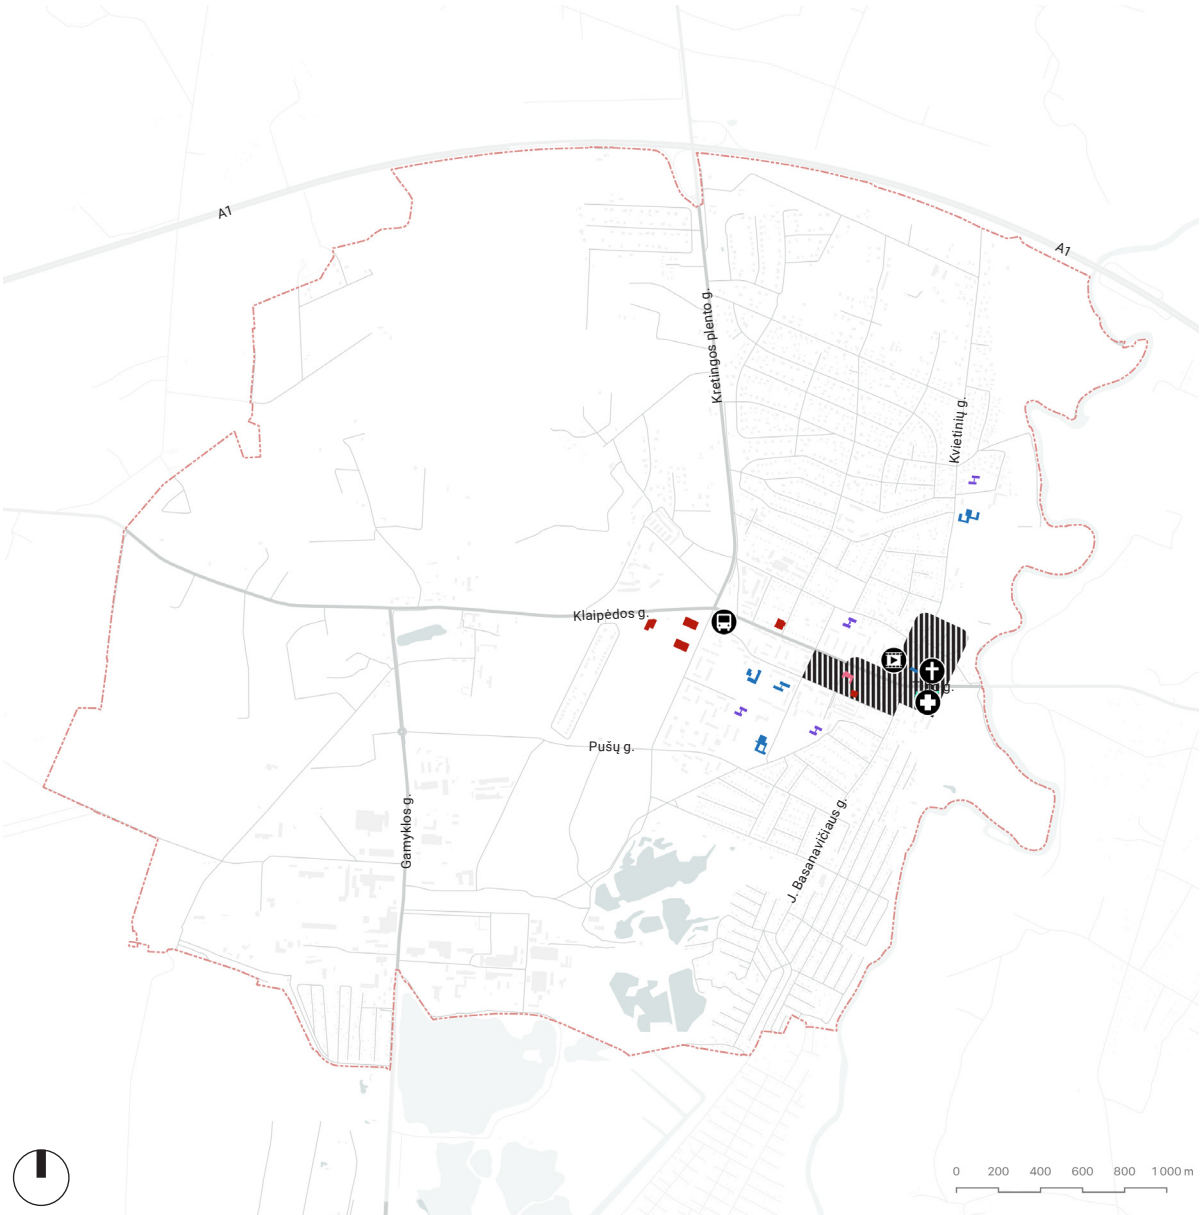 A1
A1
Kretingos plento g.
Kvietinių g.
Klaipėdos g.
g.
Pušų g.
Gamyklos g.
J. Basanavičiaus g.
0 200 400 600 800 1 000 m